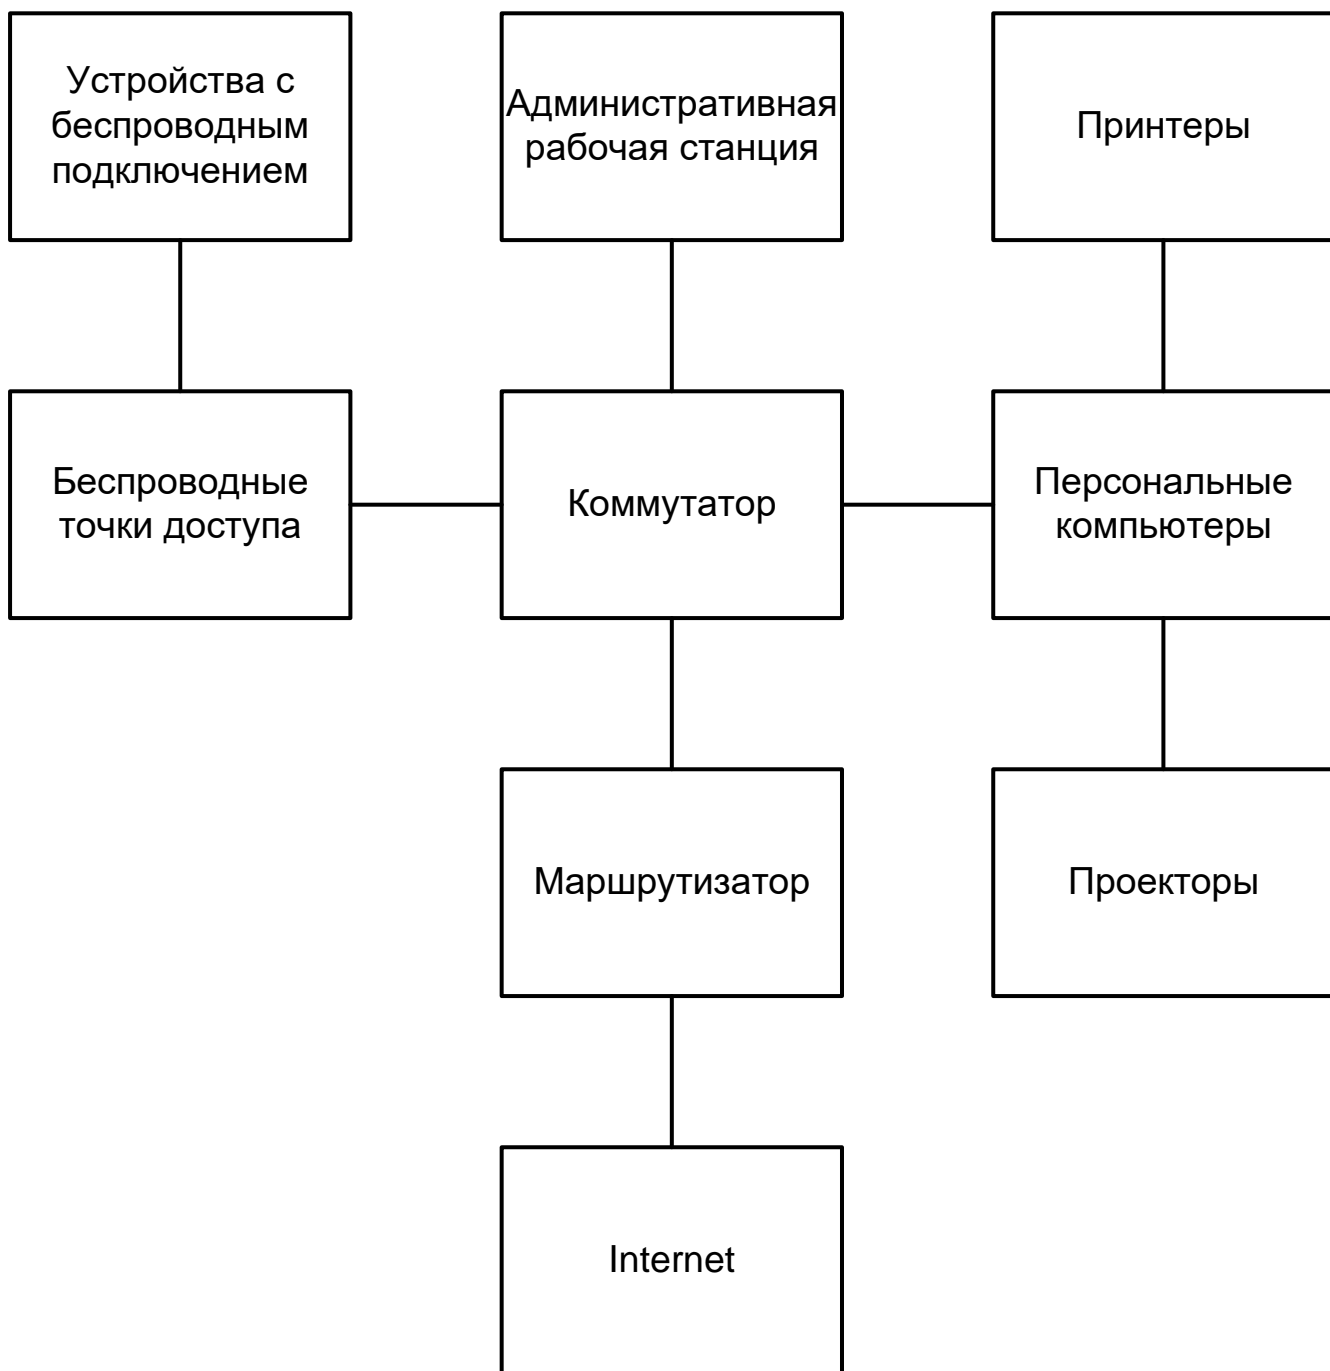 Устройства с
беспроводным
подключением
Административная
рабочая станция
Принтеры
Беспроводные
точки доступа
Коммутатор
Персональные
компьютеры
Маршрутизатор
Проекторы
Internet